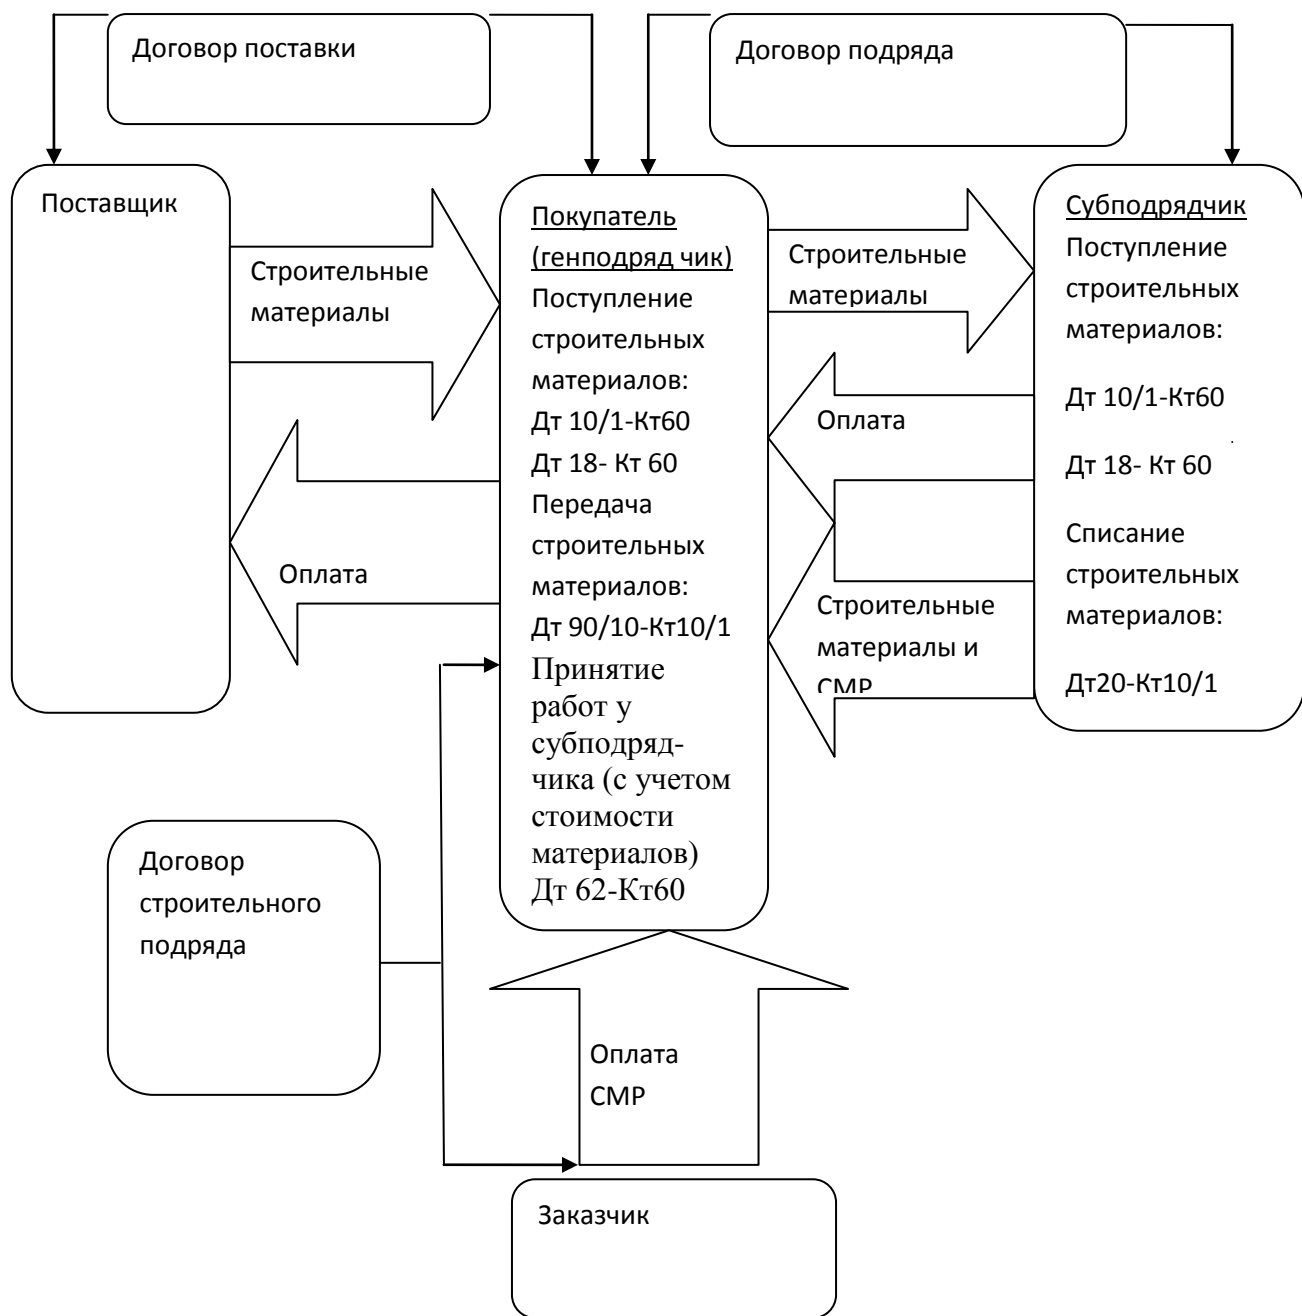 Договор поставки
Договор подряда
Поставщик
Строительные
материалы
Оплата
Покупатель
(генподряд чик)
Поступление
строительных
материалов:
Дт 10/1-Кт60
Дт 18- Кт 60
Передача
строительных
материалов:
Дт 90/10-Кт10/1
Принятие
работ у
субподряд-
чика (с учетом
стоимости
материалов)
Дт 62-Кт60
Строительные
материалы
Оплата
Строительные
материалы и
СМР
Субподрядчик
Поступление
строительных
материалов:
Дт 10/1-Кт60
Дт 18- Кт 60
Списание
строительных
материалов:
Дт20-Кт10/1
Договор
строительного
подряда
Оплата
СМР
Заказчик